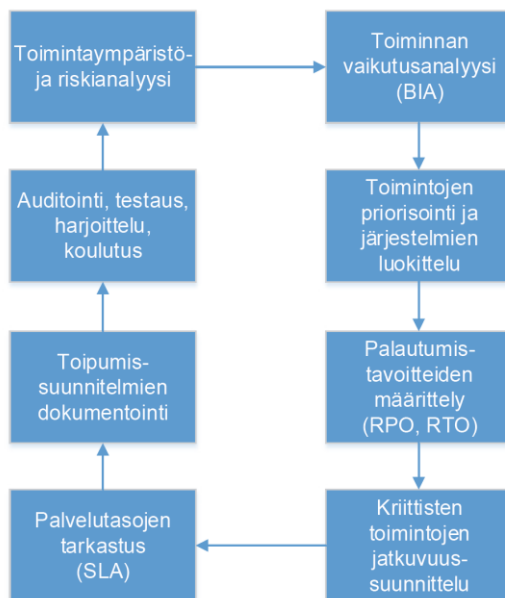 Toimintaympäristö-
ja riskianalyysi
Toiminnan
vaikutusanalyysi
(BIA)
Toimintojen
priorisointi ja
järjestelmien
luokittelu
Palautumis-
tavoitteiden
määrittely
(RPO, RTO)
Kriittisten
toimintojen
jatkuvuus-
suunnittelu
Palvelutasojen
tarkastus
(SLA)
Toipumis-
suunnitelmien
dokumentointi
Auditointi, testaus,
harjoittelu,
koulutus